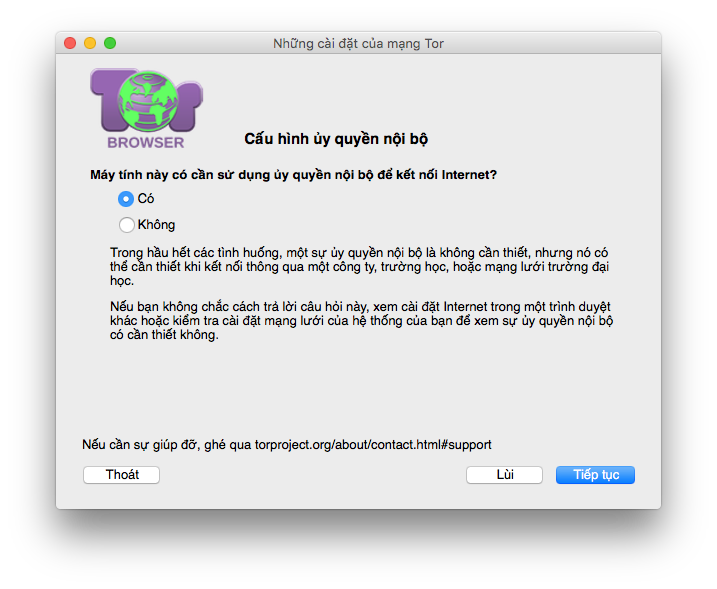 Những cài đặt của mạng Tor
Tor
BROWSER
Cấu hình ủy quyền nội bộ
Máy tính này có cần sử dụng ủy quyền nội bộ để kết nối Internet?
Có
Không
Trong hầu hết các tình huống, một sự ủy quyền nội bộ là không cần thiết, nhưng nó có
thể cần thiết khi kết nối thông qua một công ty, trường học, hoặc mạng lưới trường đại
học.
Nếu bạn không chắc cách trả lời câu hỏi này, xem cài đặt Internet trong một trình duyệt
khác hoặc kiểm tra cài đặt mạng lưới của hệ thống của bạn để xem sự ủy quyền nội bộ
có cần thiết không.
Nếu cần sự giúp đỡ, ghé qua torproject.org/about/contact.html#support
Thoát
Lùi
Tiếp tục